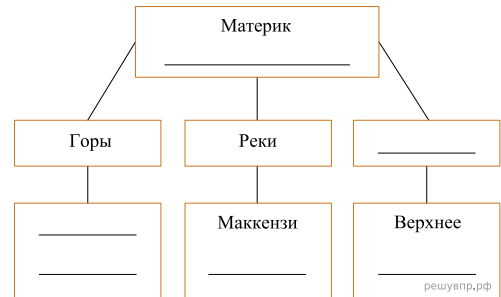 Материк
Горы
Реки
Маккензи
Верхнее
решувпр.рф